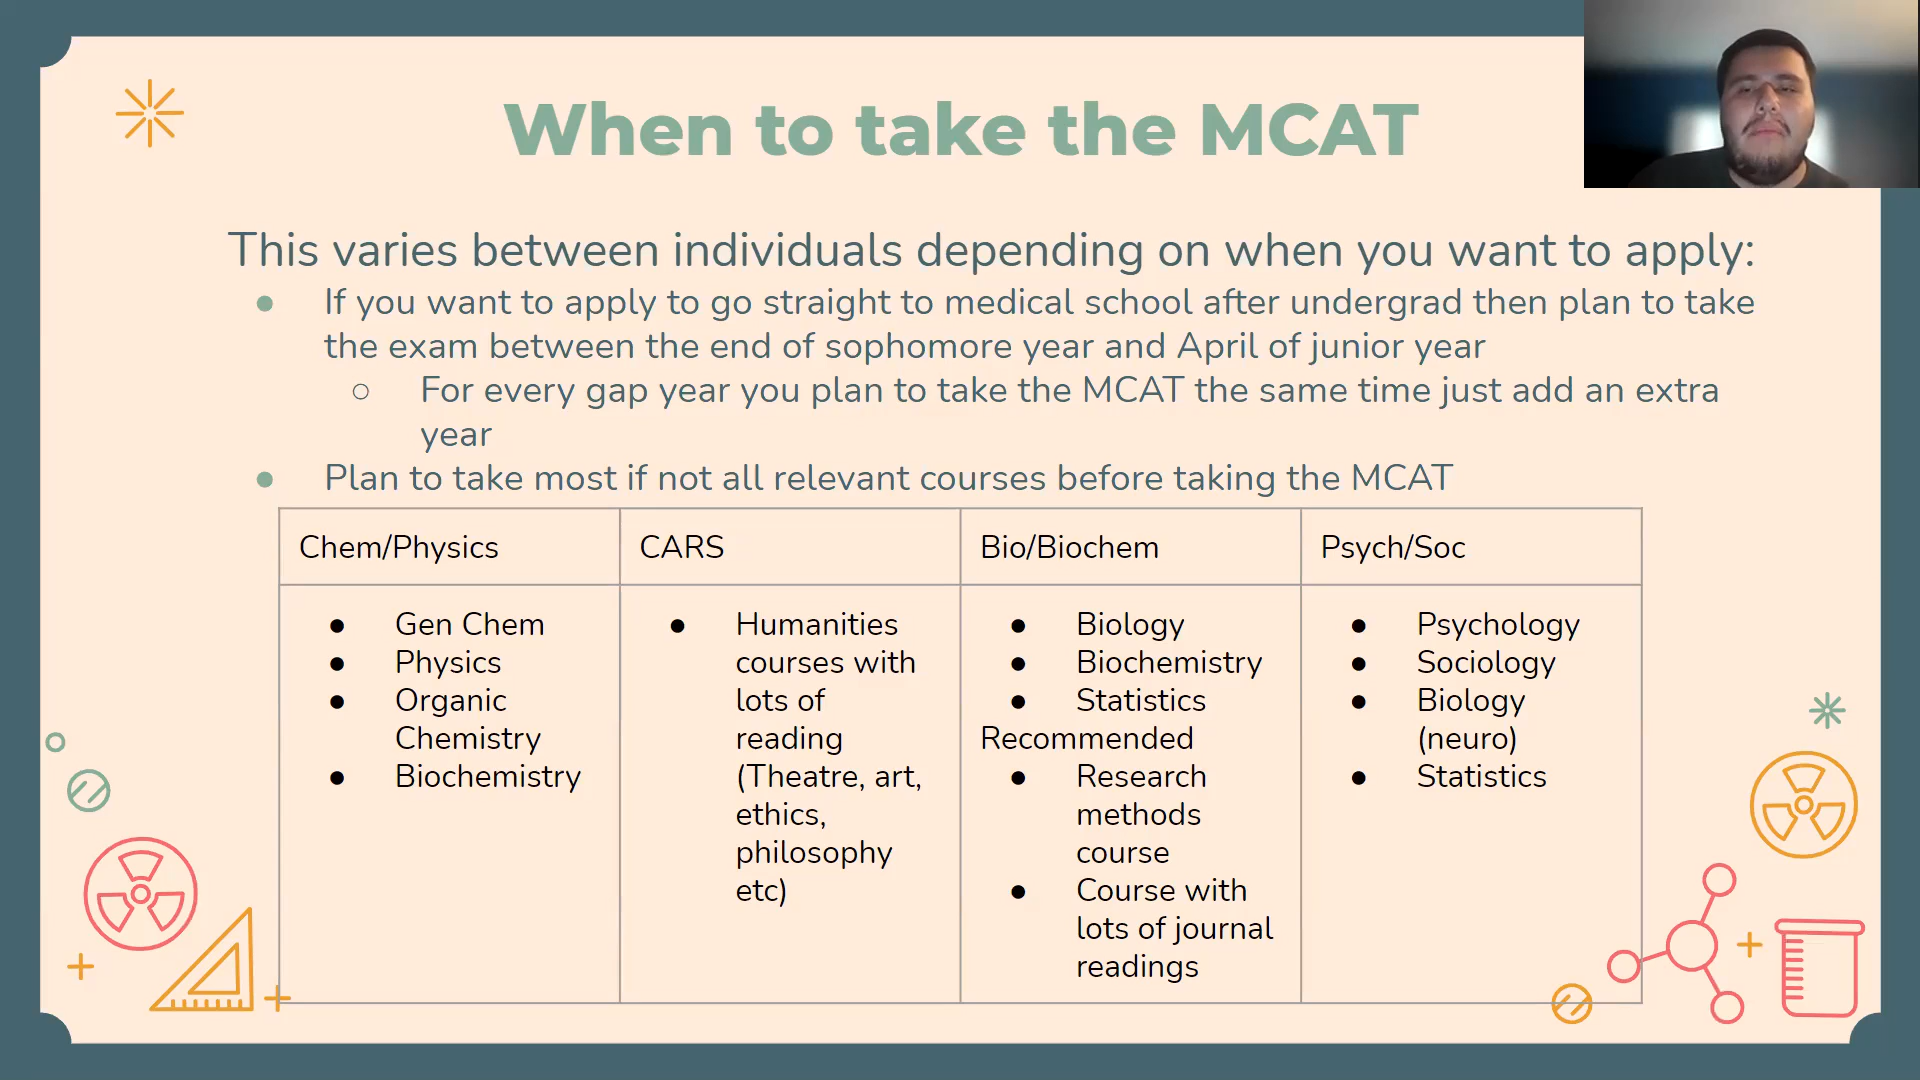 When to take the MCAT
This varies between individuals depending on when you want to apply:
● If you want to apply to go straight to medical school after undergrad then plan to take
the exam between the end of sophomore year and April of junior year
○ For every gap year you plan to take the MCAT the same time just add an extra
year
● Plan to take most if not all relevant courses before taking the MCAT
Chem/Physics
● Gen Chem
● Physics
● Organic
Chemistry
● Biochemistry
CARS
● Humanities
courses with
lots of
reading
(Theatre, art,
ethics,
philosophy
etc)
Bio/Biochem
● Biology
● Biochemistry
● Statistics
Recommended
● Research
methods
course
● Course with
lots of journal
readings
Psych/Soc
● Psychology
● Sociology
● Biology
(neuro)
● Statistics